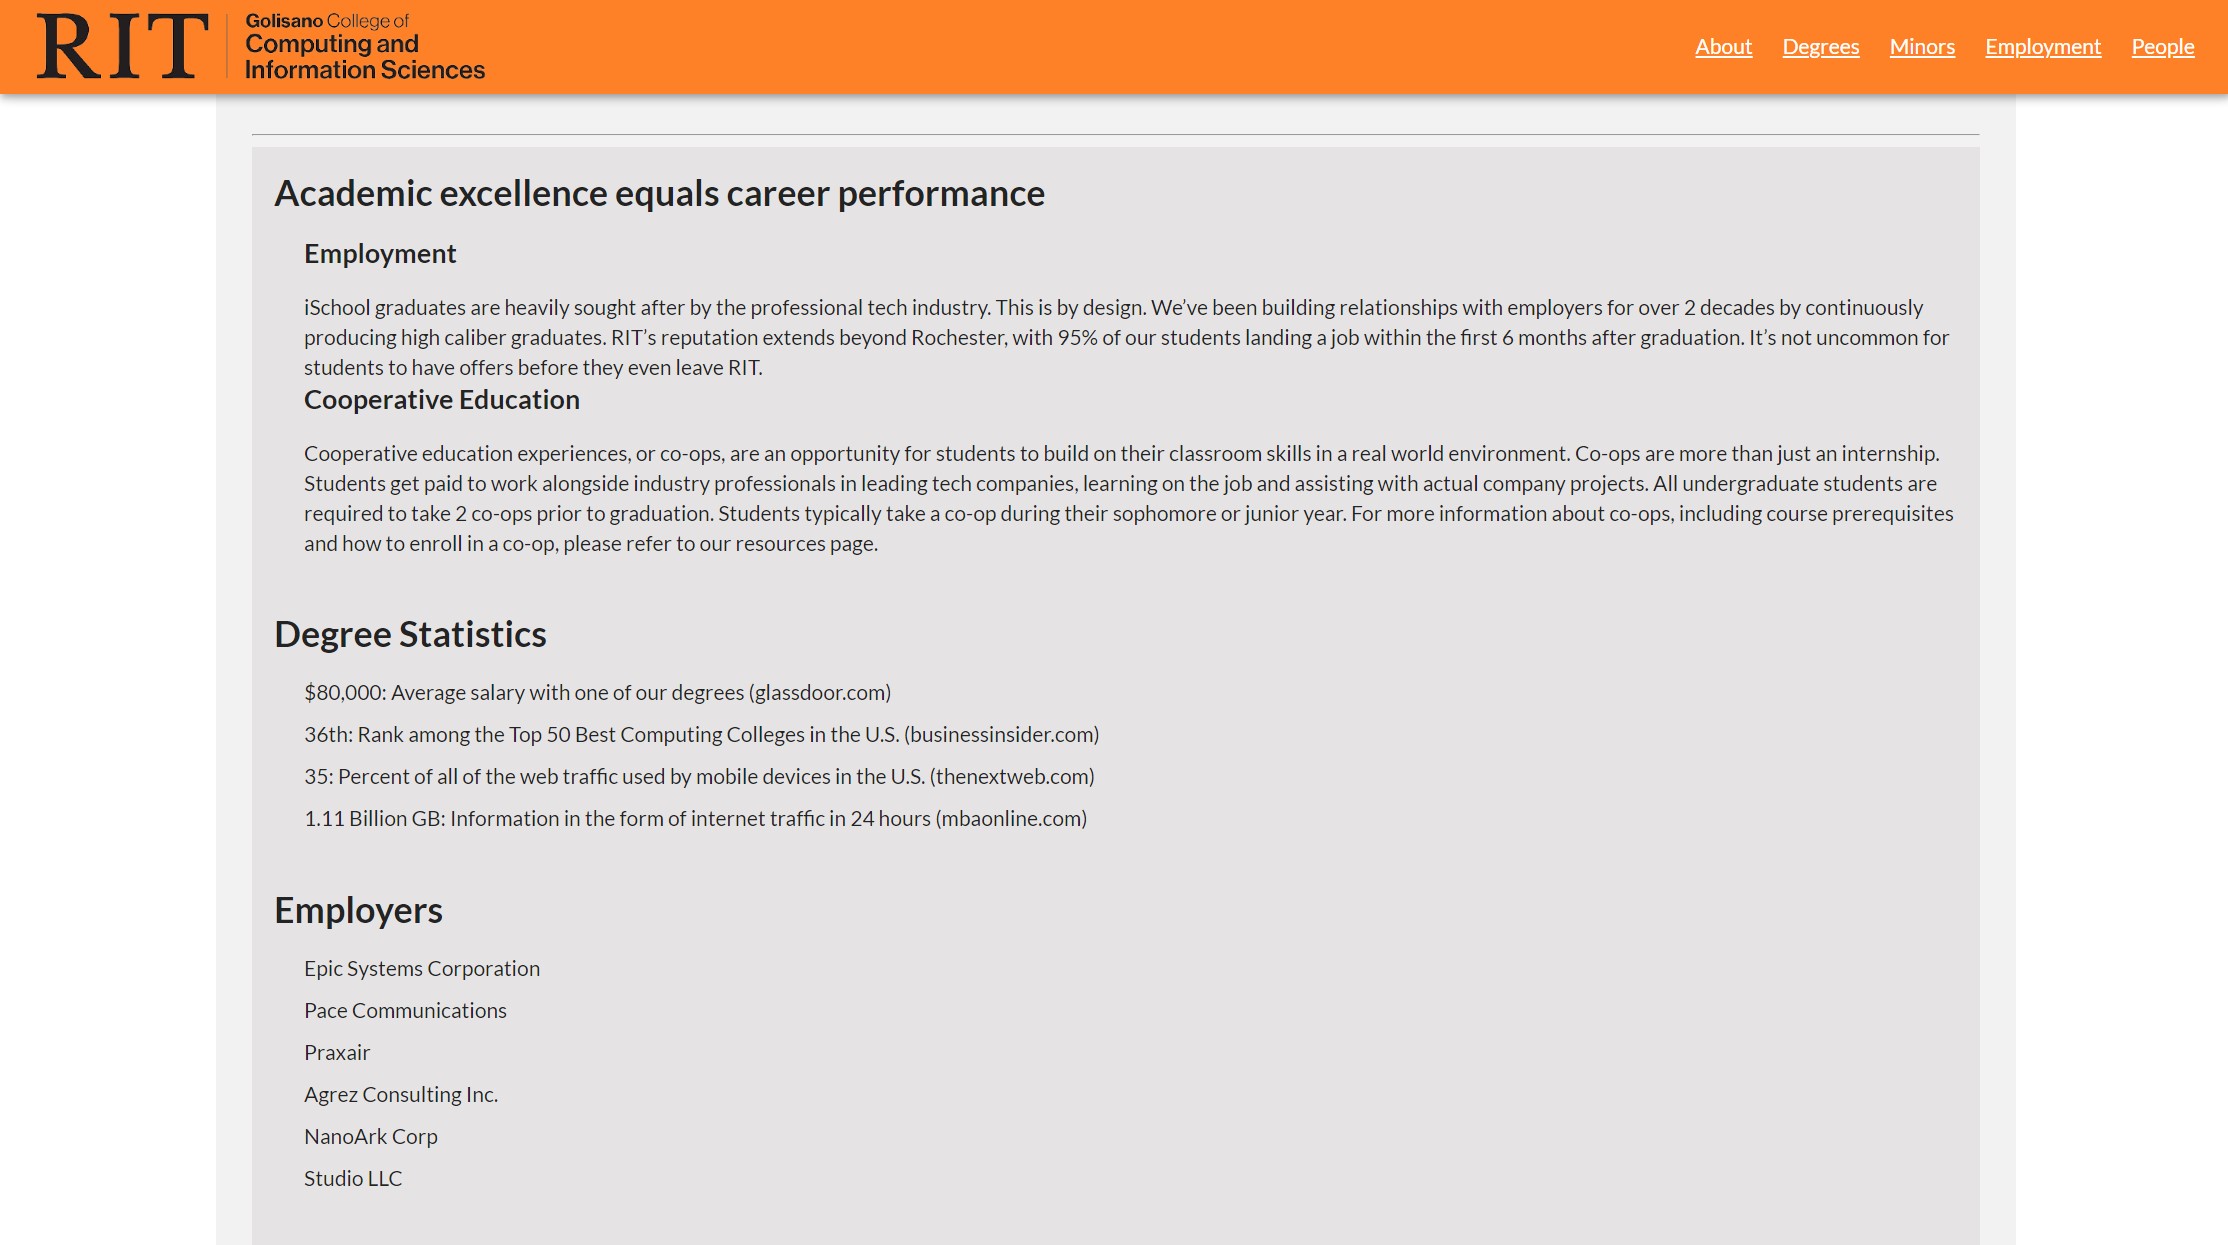 RIT
Golisano College of
Computing and
Information Sciences
About Degrees Minors Employment People
Academic excellence equals career performance
Employment
iSchool graduates are heavily sought after by the professional tech industry. This is by design. We’ve been building relationships with employers for over 2 decades by continuously
producing high caliber graduates. RIT’s reputation extends beyond Rochester, with 95% of our students landing a job within the first 6 months after graduation. It’s not uncommon for
students to have offers before they even leave RIT.
Cooperative Education
Cooperative education experiences, or co-ops, are an opportunity for students to build on their classroom skills in a real world environment. Co-ops are more than just an internship.
Students get paid to work alongside industry professionals in leading tech companies, learning on the job and assisting with actual company projects. All undergraduate students are
required to take 2 co-ops prior to graduation. Students typically take a co-op during their sophomore or junior year. For more information about co-ops, including course prerequisites
and how to enroll in a co-op, please refer to our resources page.
Degree Statistics
$80,000: Average salary with one of our degrees (glassdoor.com)
36th: Rank among the Top 50 Best Computing Colleges in the U.S. (businessinsider.com)
35: Percent of all of the web traffic used by mobile devices in the U.S. (thenextweb.com)
1.11 Billion GB: Information in the form of internet traffic in 24 hours (mbaonline.com)
Employers
Epic Systems Corporation
Pace Communications
Praxair
Agrez Consulting Inc.
NanoArk Corp
Studio LLC